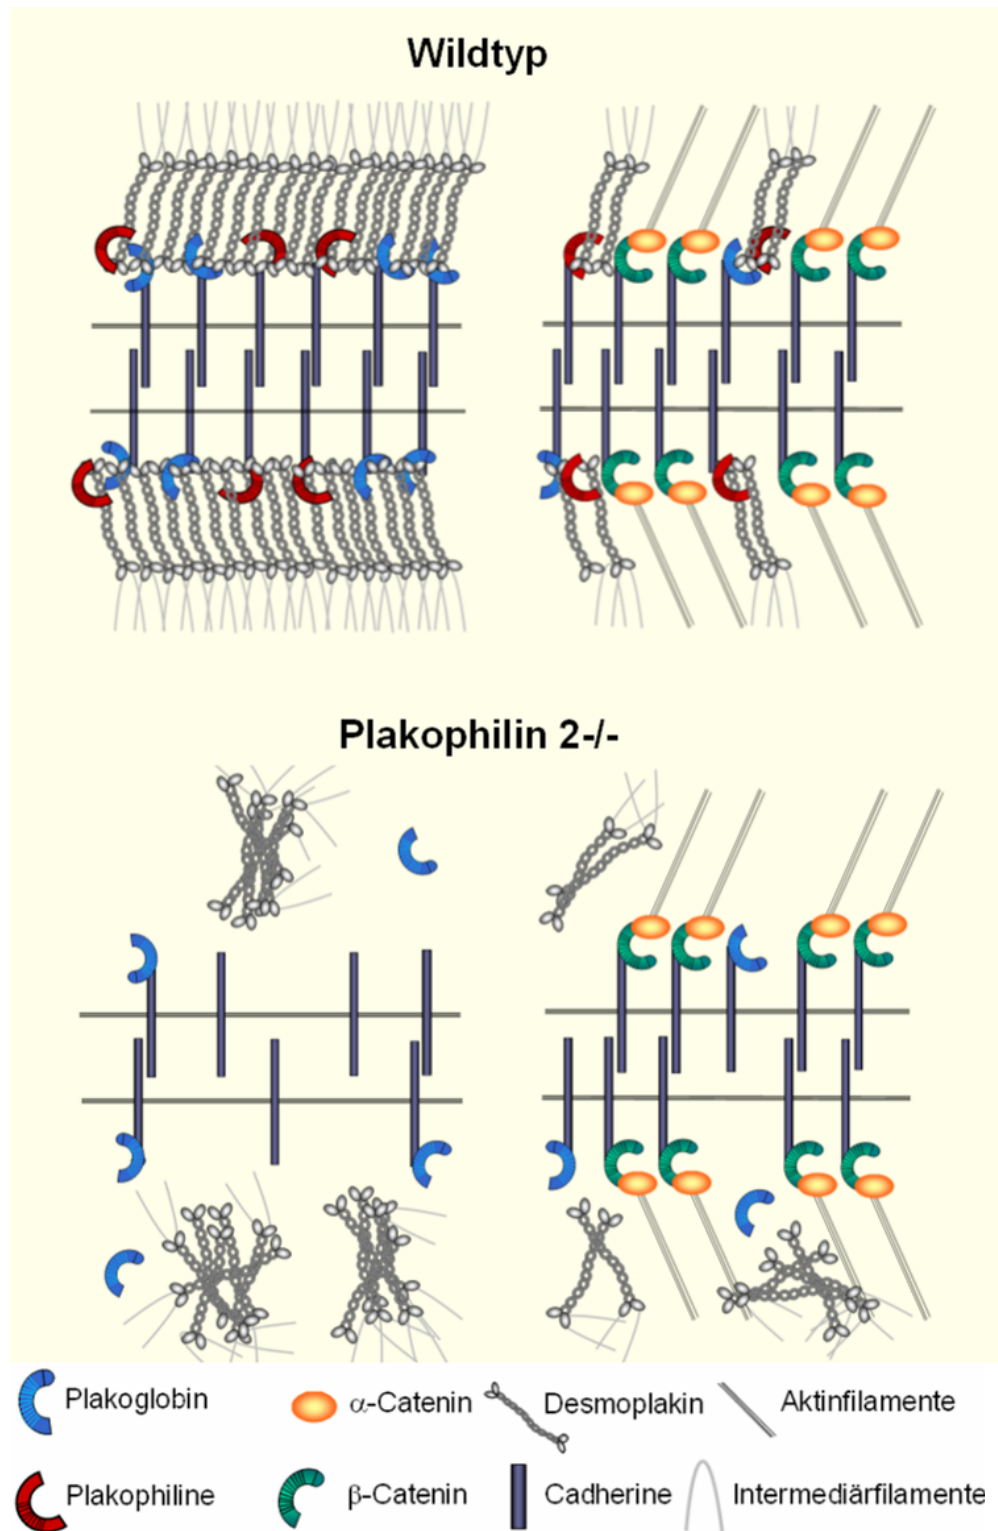 Wildtyp
Plakophilin 2-/-
Plakoglobin
α-Catenin
Desmoplakin
Aktinfilamente
Plakophiline
β-Catenin
Cadherine
Intermediärfilamente